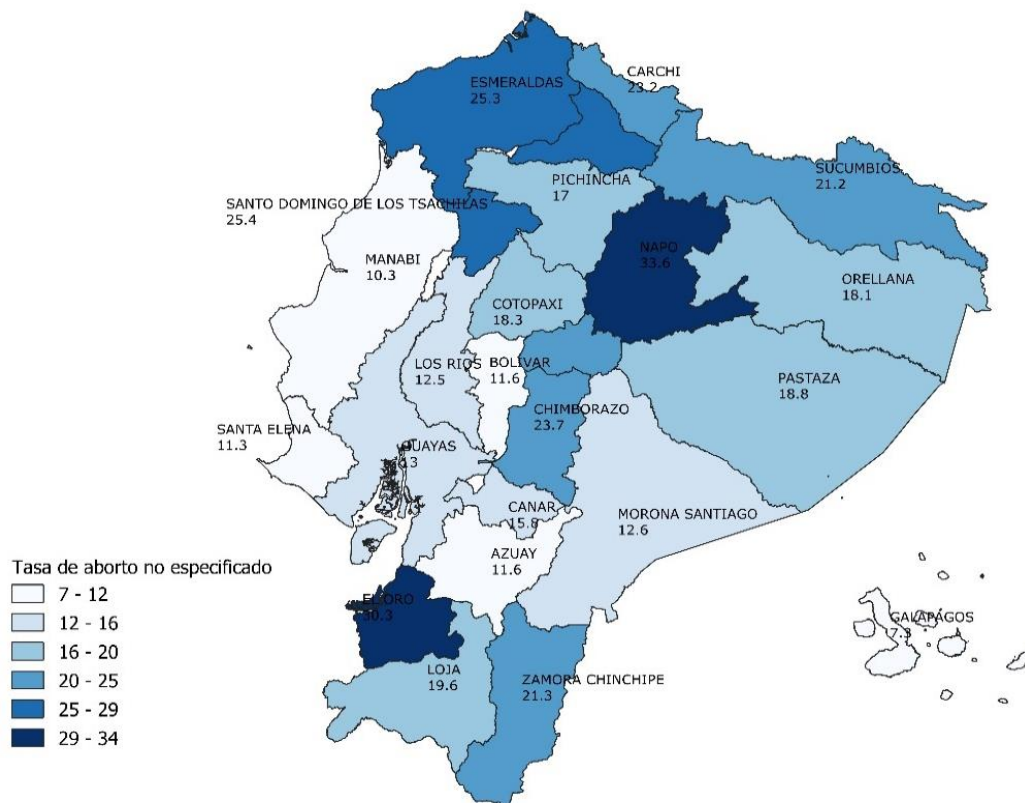 CARCHI
23.2
ESMERALDAS
25.3
SUCUMBIOS
21.2
PICHINCHA
17
SANTO DOMINGO DE LOS TSACHILAS
25.4
NAPO
33.6
MANABI
10.3
ORELLANA
18.1
COTOPAXI
18.3
LOS RIOS
12.5
BOLIVAR
11.6
PASTAZA
18.8
CHIMBORAZO
23.7
SANTA ELENA
11.3
GUAYAS
13
CANAR
15.8
MORONA SANTIAGO
12.6
AZUAY
11.6
EL ORO
30.3
GALAPAGOS
7.3
LOJA
19.6
ZAMORA CHINCHIPE
21.3
Tasa de aborto no especificado
7 - 12
12 - 16
16 - 20
20 - 25
25 - 29
29 - 34